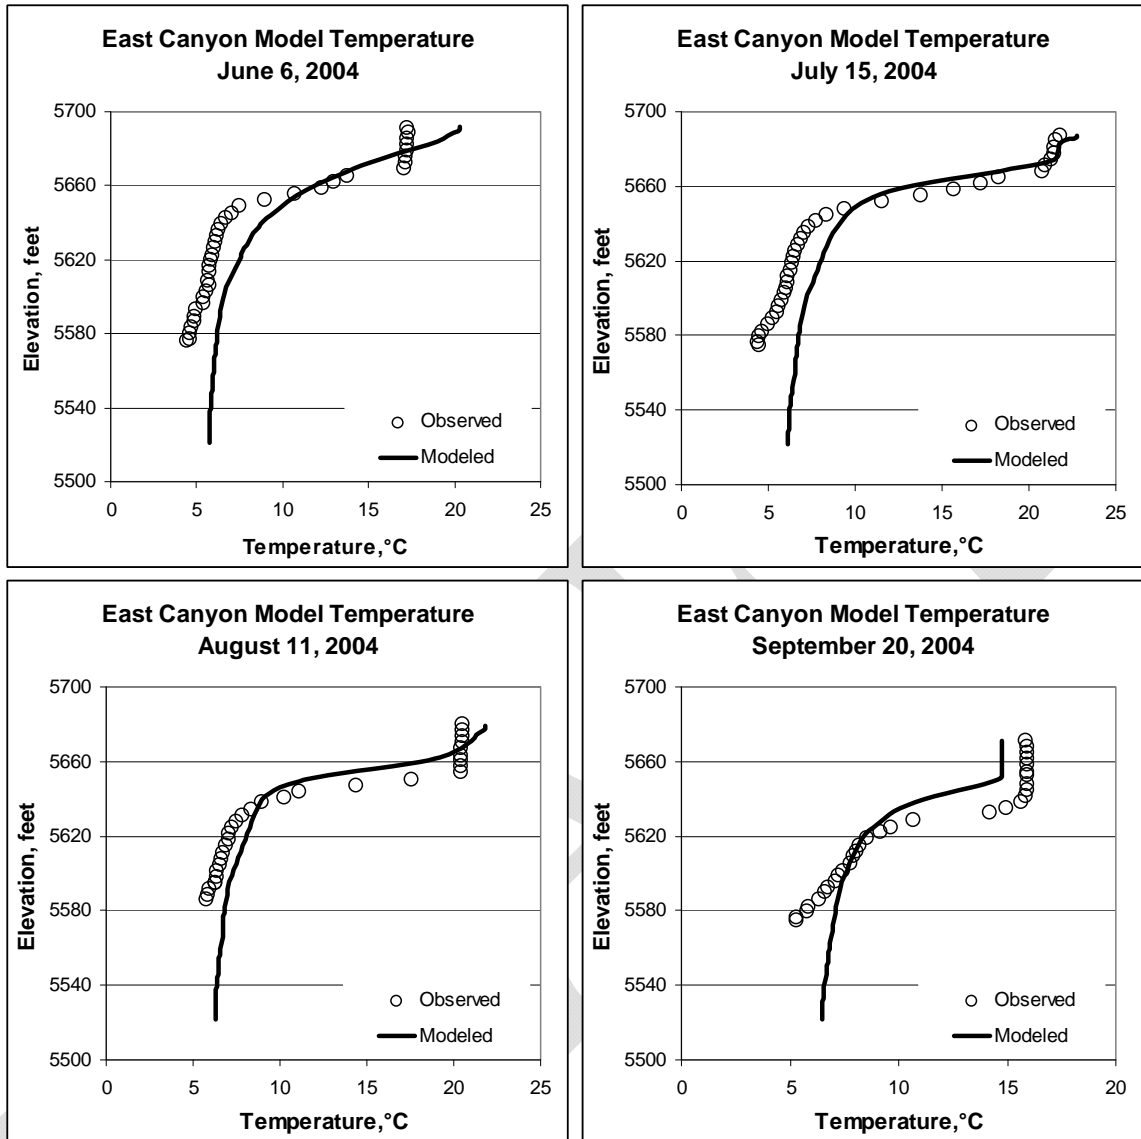 East Canyon Model Temperature
June 6, 2004
5700
5660
5620
5580
5540
5500
Elevation, feet
Observed
Modeled
0 5 10 15 20 25
Temperature,°C
East Canyon Model Temperature
July 15, 2004
5700
5660
5620
5580
5540
5500
Elevation, feet
Observed
Modeled
0 5 10 15 20 25
Temperature,°C
East Canyon Model Temperature
August 11, 2004
5700
5660
5620
5580
5540
5500
Elevation, feet
Observed
Modeled
0 5 10 15 20 25
Temperature,°C
East Canyon Model Temperature
September 20, 2004
5700
5660
5620
5580
5540
5500
Elevation, feet
Observed
Modeled
0 5 10 15 20
Temperature,°C